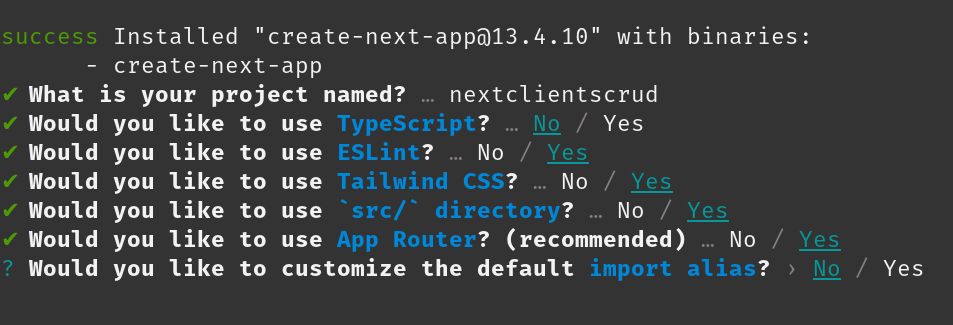 success Installed "create-next-app@13.4.10" with binaries:
- create-next-app
✔ What is your project named? … nextclientscrud
✔ Would you like to use TypeScript? … No / Yes
✔ Would you like to use ESLint? … No / Yes
✔ Would you like to use Tailwind CSS? … No / Yes
✔ Would you like to use `src/` directory? … No / Yes
✔ Would you like to use App Router? (recommended) … No / Yes
? Would you like to customize the default import alias? › No / Yes